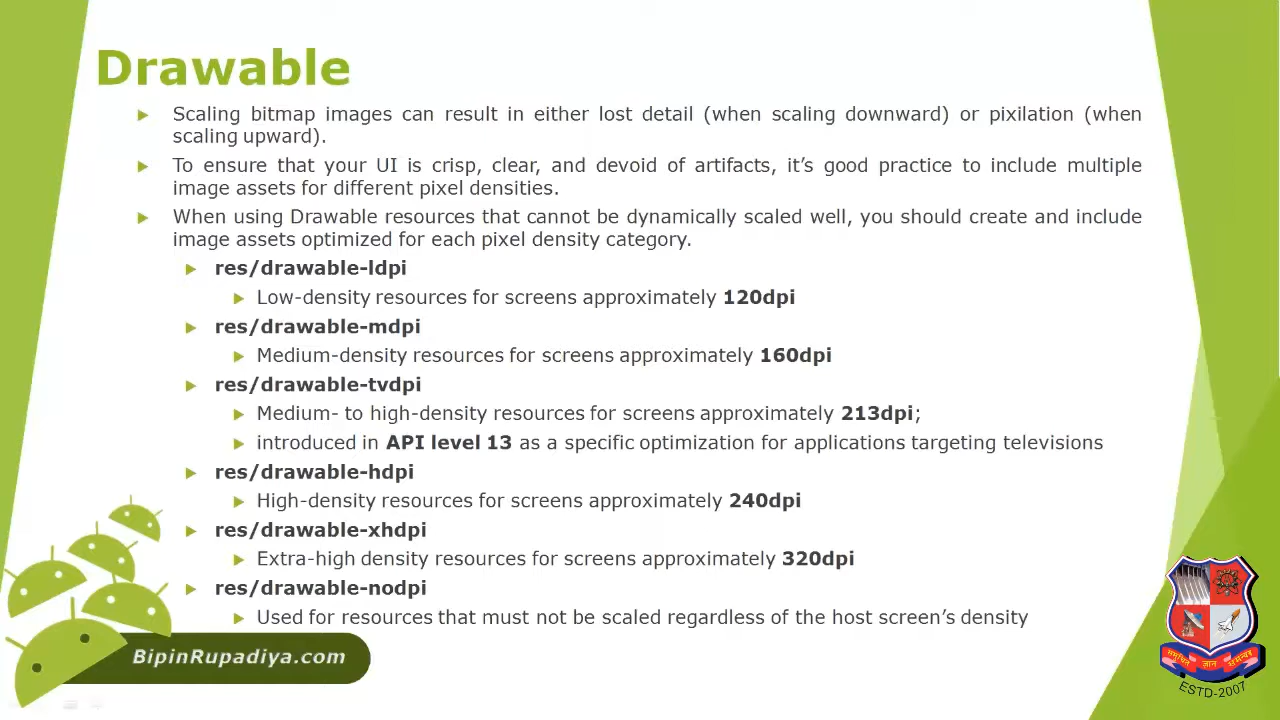 Drawable
Scaling bitmap images can result in either lost detail (when scaling downward) or pixilation (when
scaling upward).
To ensure that your UI is crisp, clear, and devoid of artifacts, it’s good practice to include multiple
image assets for different pixel densities.
When using Drawable resources that cannot be dynamically scaled well, you should create and include
image assets optimized for each pixel density category.
res/drawable-ldpi
Low-density resources for screens approximately 120dpi
res/drawable-mdpi
Medium-density resources for screens approximately 160dpi
res/drawable-tvdpi
Medium- to high-density resources for screens approximately 213dpi;
introduced in API level 13 as a specific optimization for applications targeting televisions
res/drawable-hdpi
High-density resources for screens approximately 240dpi
res/drawable-xhdpi
Extra-high density resources for screens approximately 320dpi
res/drawable-nodpi
Used for resources that must not be scaled regardless of the host screen’s density
BipinRupadiya.com
ज्ञान
ESTD-2007